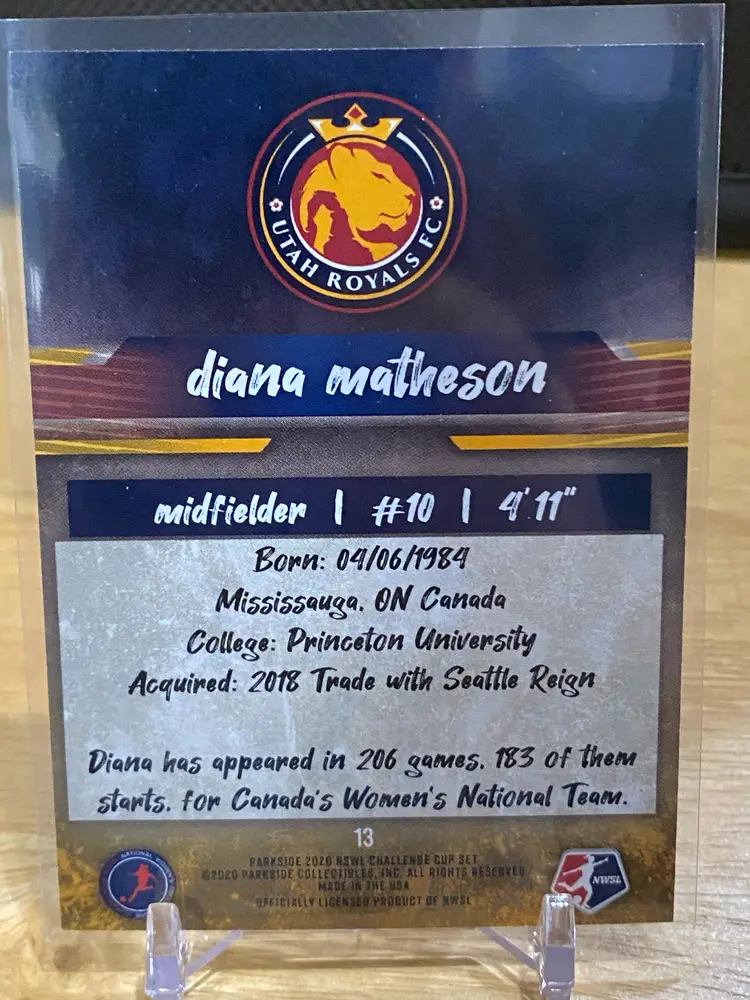 UTAH ROYALS FC
diana matheson
midfielder | #10 | 4'11"
Born: 04/06/1984
Mississauga, ON Canada
College: Princeton University
Acquired: 2018 Trade with Seattle Reign
Diana has appeared in 206 games, 183 of them
starts, for Canada's Women's National Team.
13
PARKSIDE 2020 NSWL CHALLENGE CUP SET
©2020 PARKSIDE COLLECTIBLES, INC. ALL RIGHTS RESERVED
MADE IN THE USA
OFFICIALLY LICENSED PRODUCT OF NWSL
NATIONAL WOMEN'S
NWSL